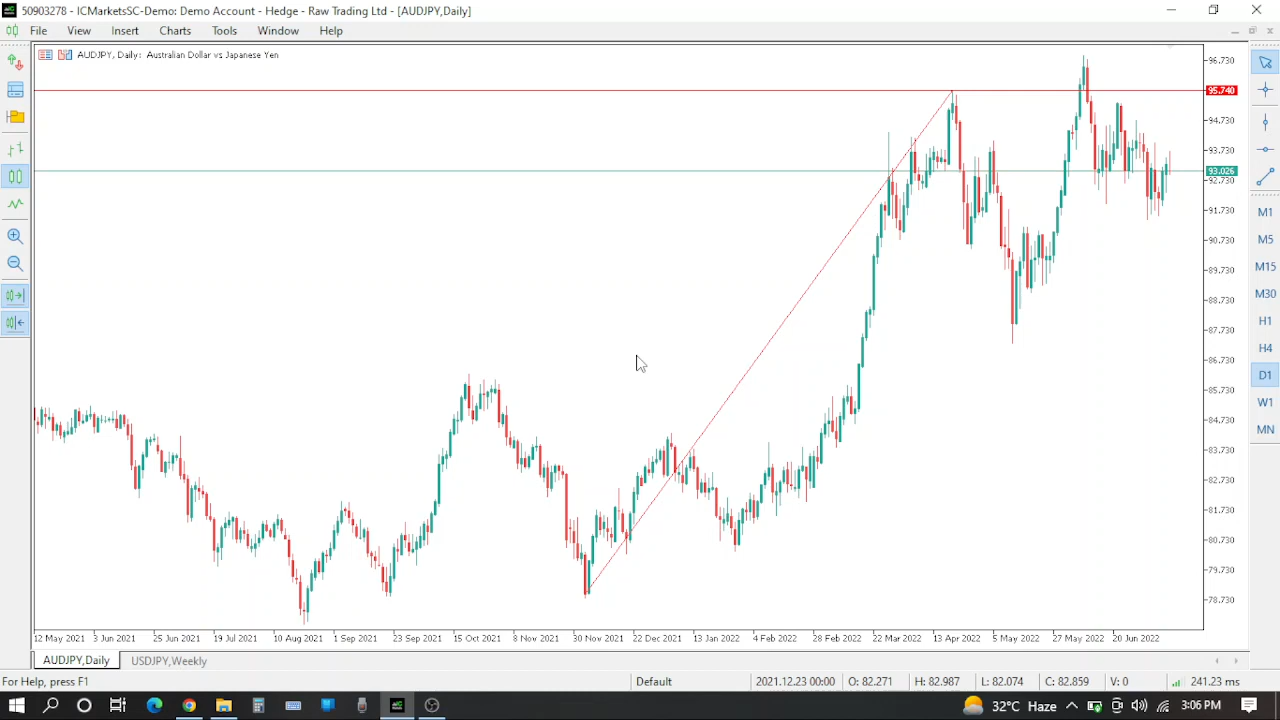 50903278 - ICMarketsSC-Demo: Demo Account - Hedge - Raw Trading Ltd - [AUDJPY,Daily]
File View Insert Charts Tools Window Help
AUDJPY, Daily: Australian Dollar vs Japanese Yen
96.730
95.740
94.730
93.730
93.026
92.730
91.730
90.730
89.730
88.730
87.730
86.730
85.730
84.730
83.730
82.730
81.730
80.730
79.730
78.730
M1
M5
M15
M30
H1
H4
D1
W1
MN
12 May 2021 3 Jun 2021 25 Jun 2021 19 Jul 2021 10 Aug 2021 1 Sep 2021 23 Sep 2021 15 Oct 2021 8 Nov 2021 30 Nov 2021 22 Dec 2021 13 Jan 2022 4 Feb 2022 28 Feb 2022 22 Mar 2022 13 Apr 2022 5 May 2022 27 May 2022 20 Jun 2022
AUDJPY,Daily USDJPY,Weekly
For Help, press F1 Default 2021.12.23 00:00 O: 82.271 H: 82.987 L: 82.074 C: 82.859 V: 0 241.23 ms
32°C Haze 3:06 PM